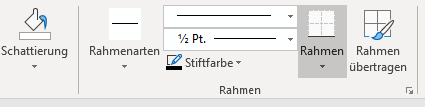 Schattierung
Rahmenarten
½ Pt.
Stiftfarbe
Rahmen
Rahmen
übertragen
Rahmen